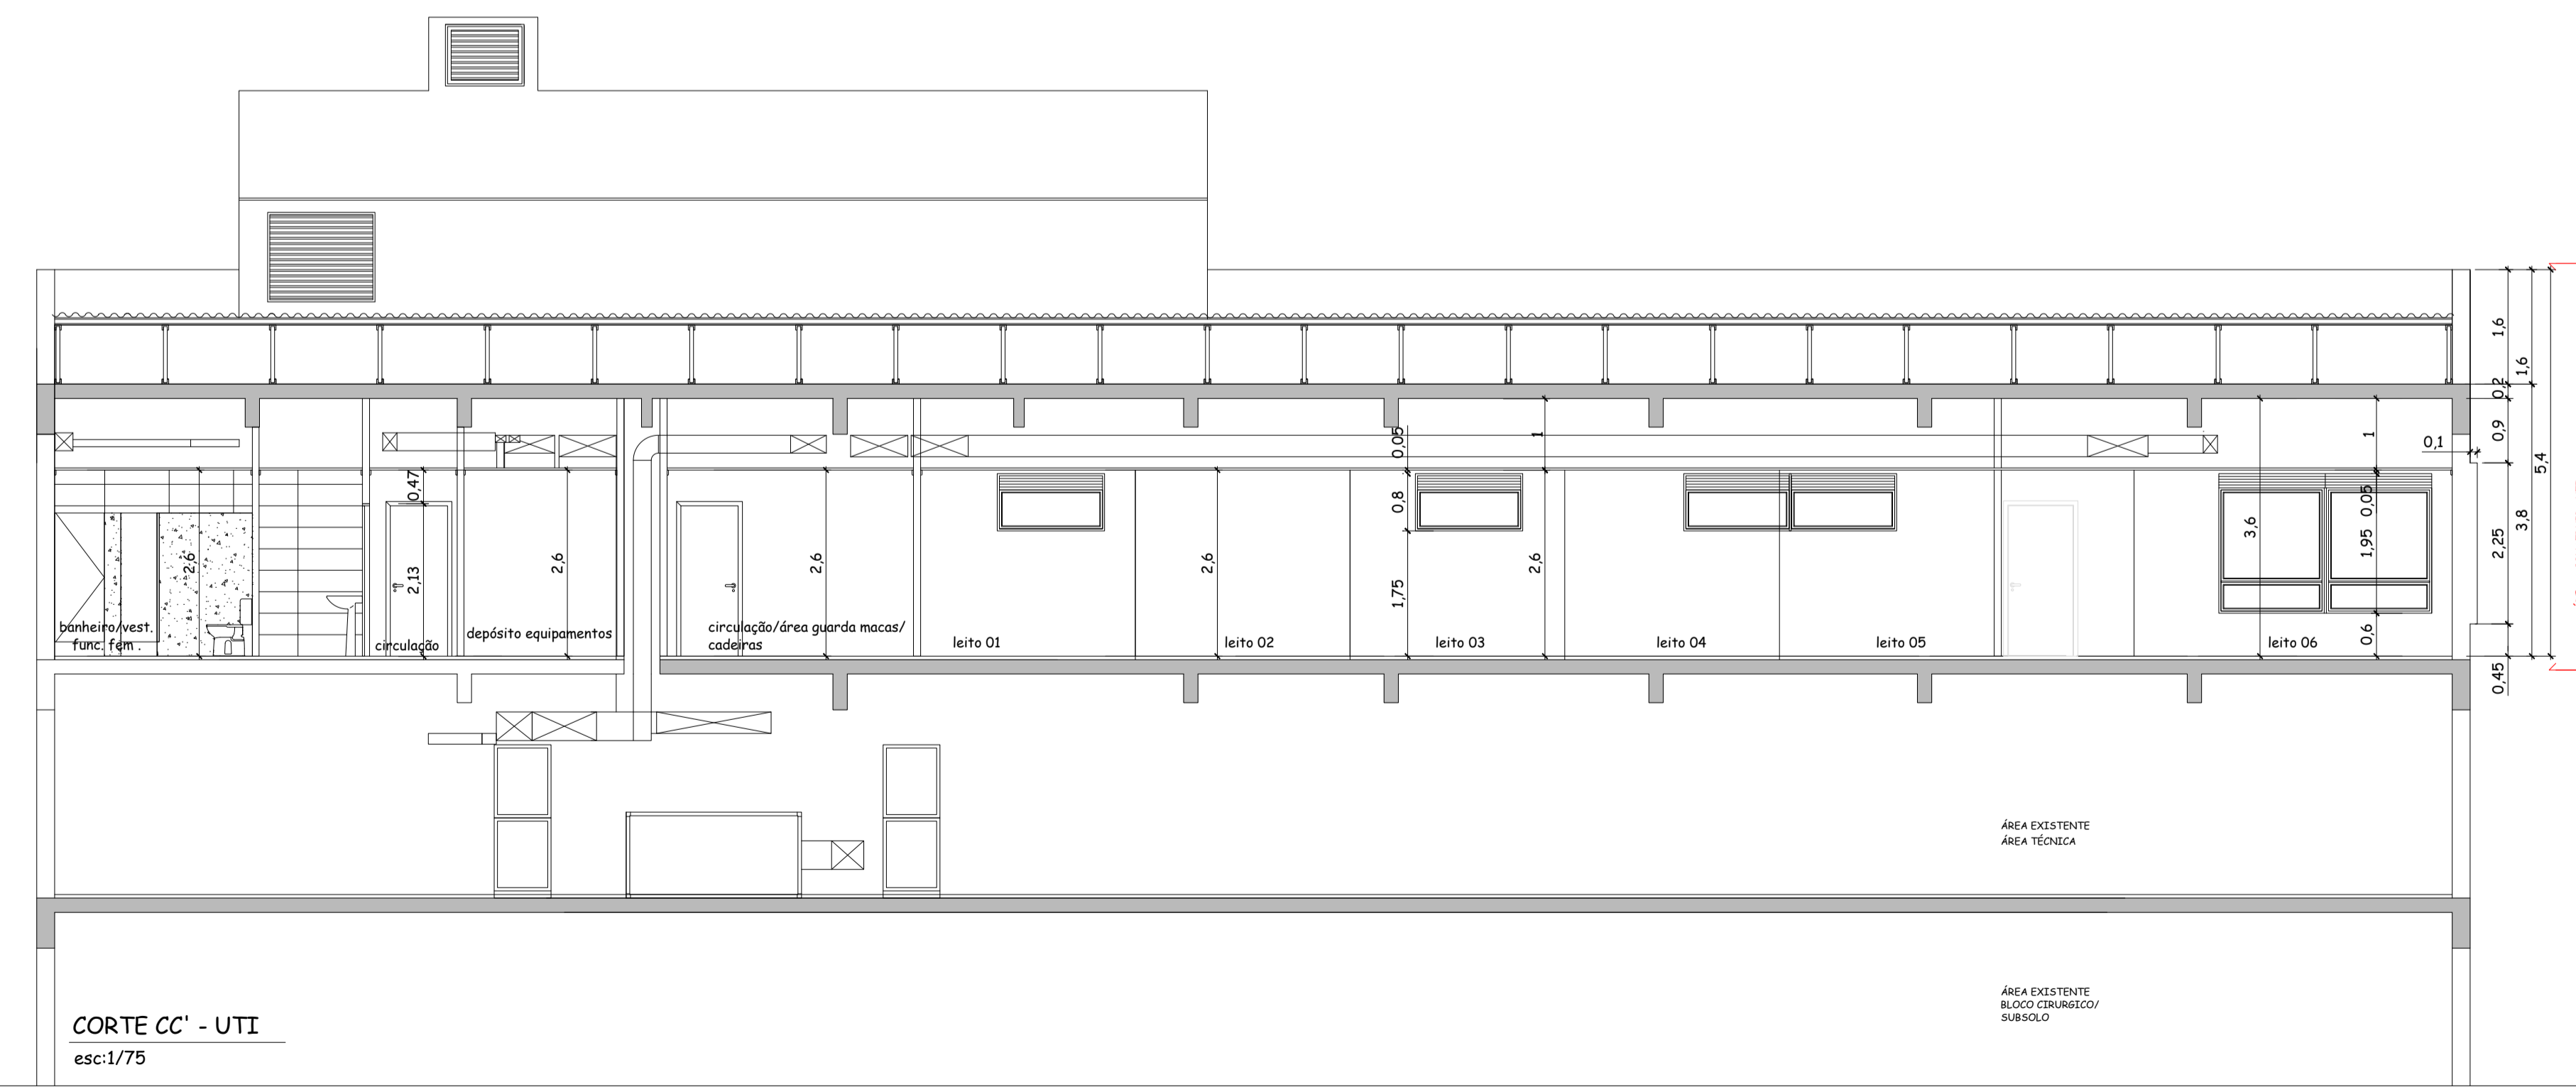 1,6
1,6
0,2
0,9
0,1
5,4
3,8
2,25
0,45
0,47
2,13
2,6
2,6
2,6
2,6
0,05
0,8
1,75
1
2,6
3,6
1
0,05
1,95
0,6
banheiro/vest.
func. fem .
circulação
depósito equipamentos
circulação/área guarda macas/
cadeiras
leito 01
leito 02
leito 03
leito 04
leito 05
leito 06
ÁREA EXISTENTE
ÁREA TÉCNICA
ÁREA EXISTENTE
BLOCO CIRURGICO/
SUBSOLO
CORTE CC' - UTI
esc:1/75